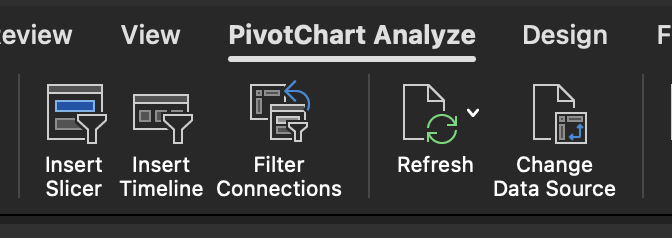 eview View PivotChart Analyze Design F
Insert Slicer
Insert Timeline
Filter Connections
Refresh
Change Data Source